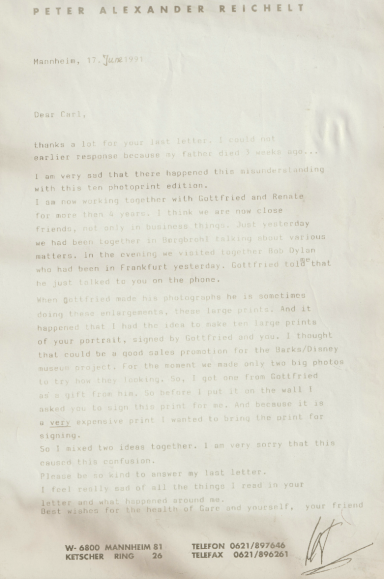 PETER ALEXANDER REICHELT
Mannheim, 17. June 1991
Dear Carl,
thanks a lot for your last letter. I could not
earlier response because my father died 5 weeks ago...
I am very sad that there happened this misunderstanding
with this ten photoprint edition.
I am now working together with Gottfried and Renate
for more than 4 years. I think we are now close
friends, not only in business things. Just yesterday
we had been together in talking about various
matters. In the evening we visited together Bob Dylan
who had been in Frankfurt yesterday. Gottfried told me that
he just talked to you on the phone.
When Gottfried made his photographs he is sometimes
doing these enlargements, these large prints. And it
happened that I had the idea to make ten large prints
of your portrait, signed by Gottfried and you. I thought
that could be a good sales promotion for the Barks/Disney
museum project. For the moment we made only two big photos
to try how they looking. So, I got one from Gottfried
as a gift from him. So before I put it on the wall I
asked you to sign this print for me. And because it is
a very expensive print I wanted to bring the print for
signing.
So I mixed two ideas together. I am very sorry that this
caused this confusion.
Please be so kind to answer my last letter.
I feel really sad of all the things I read in your
letter and what happened around me.
Best wishes for the health of Gare and yourself, your friend
W- 6800 MANNHEIM 81 TELEFON 0621/897646
KETSCHER RING 26 TELEFAX 0621/896261